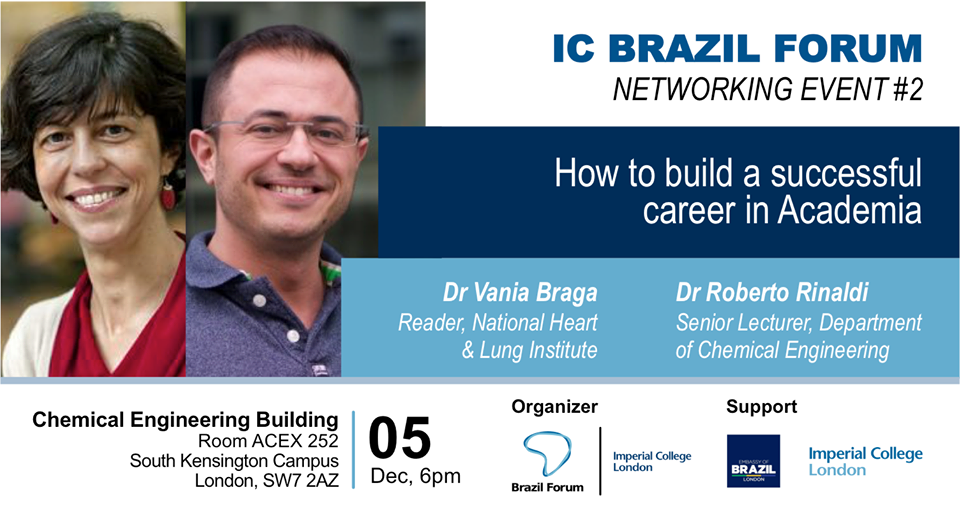 IC BRAZIL FORUM
NETWORKING EVENT #2
How to build a successful
career in Academia
Dr Vania Braga
Reader, National Heart
& Lung Institute
Dr Roberto Rinaldi
Senior Lecturer, Department
of Chemical Engineering
Chemical Engineering Building
Room ACEX 252
South Kensington Campus
London, SW7 2AZ
05
Dec, 6pm
Organizer
Brazil Forum
Imperial College
London
Support
EMBASSY OF
BRAZIL
LONDON
Imperial College
London